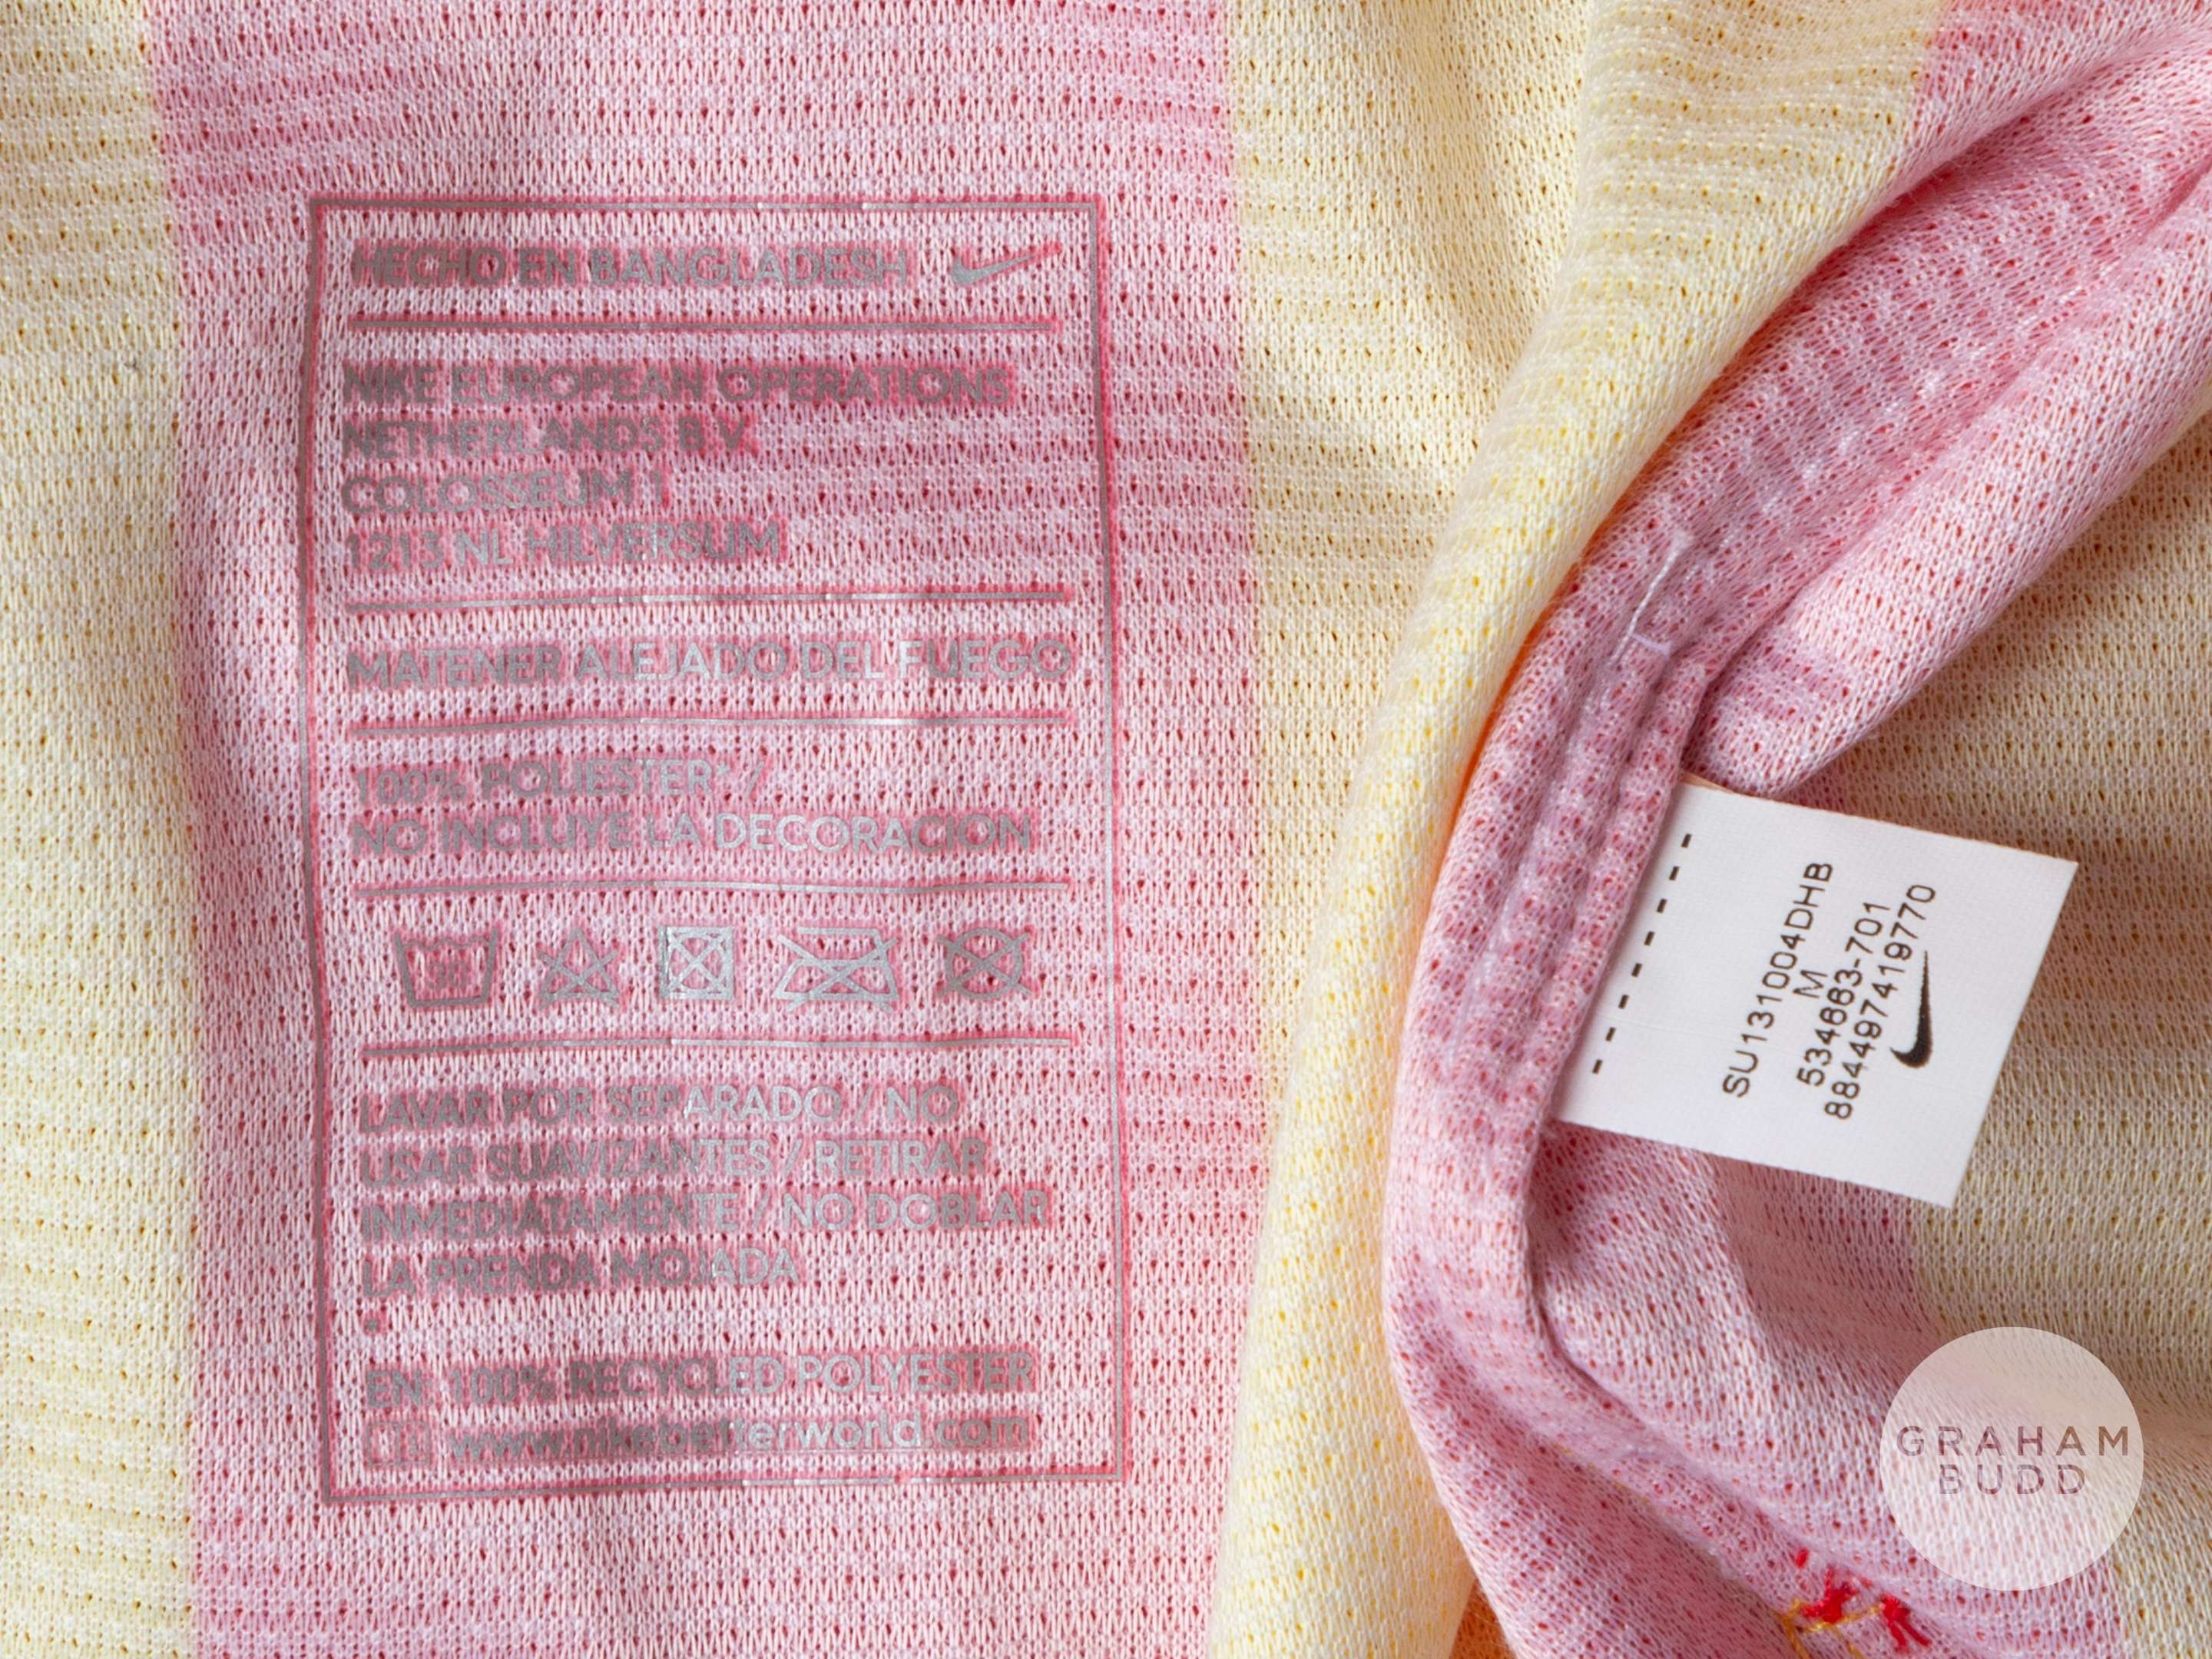 HECHO EN BANGLADESH
NIKE EUROPEAN OPERATIONS
NETHERLANDS B.V.
COLOSSEUM 1
1213 NL HILVERSUM
MATENER ALEJADO DEL FUEGO
100% POLIESTER* /
NO INCLUYE LA DECORACION
30
LAVAR POR SEPARADO / NO
USAR SUAVIZANTES / RETIRAR
INMEDIATAMENTE / NO DOBLAR
LA PRENDA MOJADA
*
EN: 100% RECYCLED POLYESTER
www.nikebetterworld.com
SU131004DHB
M
534663-701
884497419770
GRAHAM
BUDD